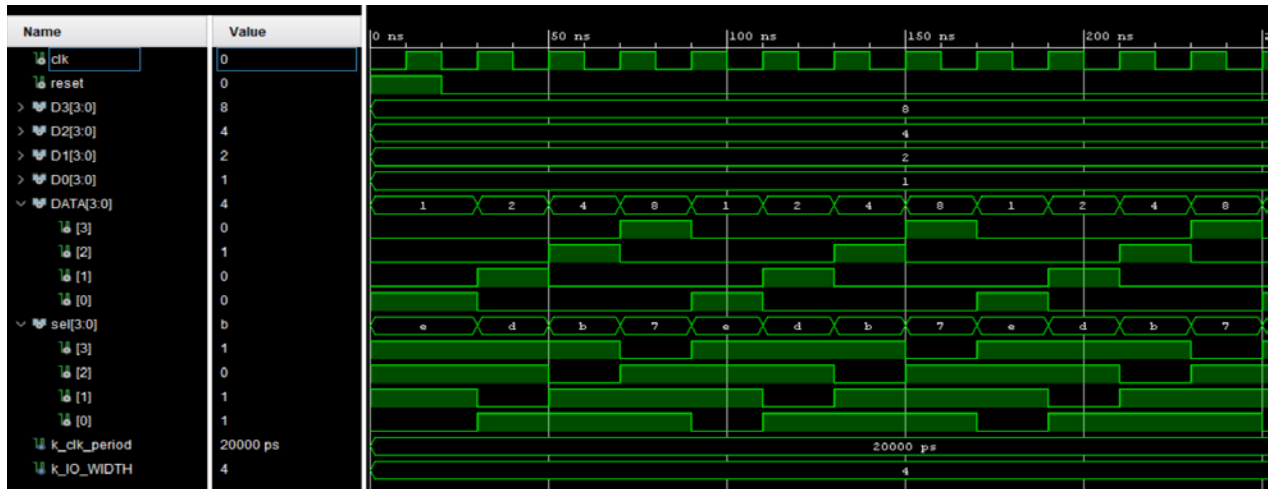 Name Value 0 ns 50 ns 100 ns 150 ns 200 ns
clk 0
reset 0
D3[3:0] 8 8
D2[3:0] 4 4
D1[3:0] 2 2
D0[3:0] 1 1
DATA[3:0] 4 1 2 4 8 1 2 4 8 1 2 4 8
[3] 0
[2] 1
[1] 0
[0] 0
sel[3:0] b e d b 7 e d b 7 e d b 7
[3] 1
[2] 0
[1] 1
[0] 1
k_clk_period 20000 ps 20000 ps
k_IO_WIDTH 4 4